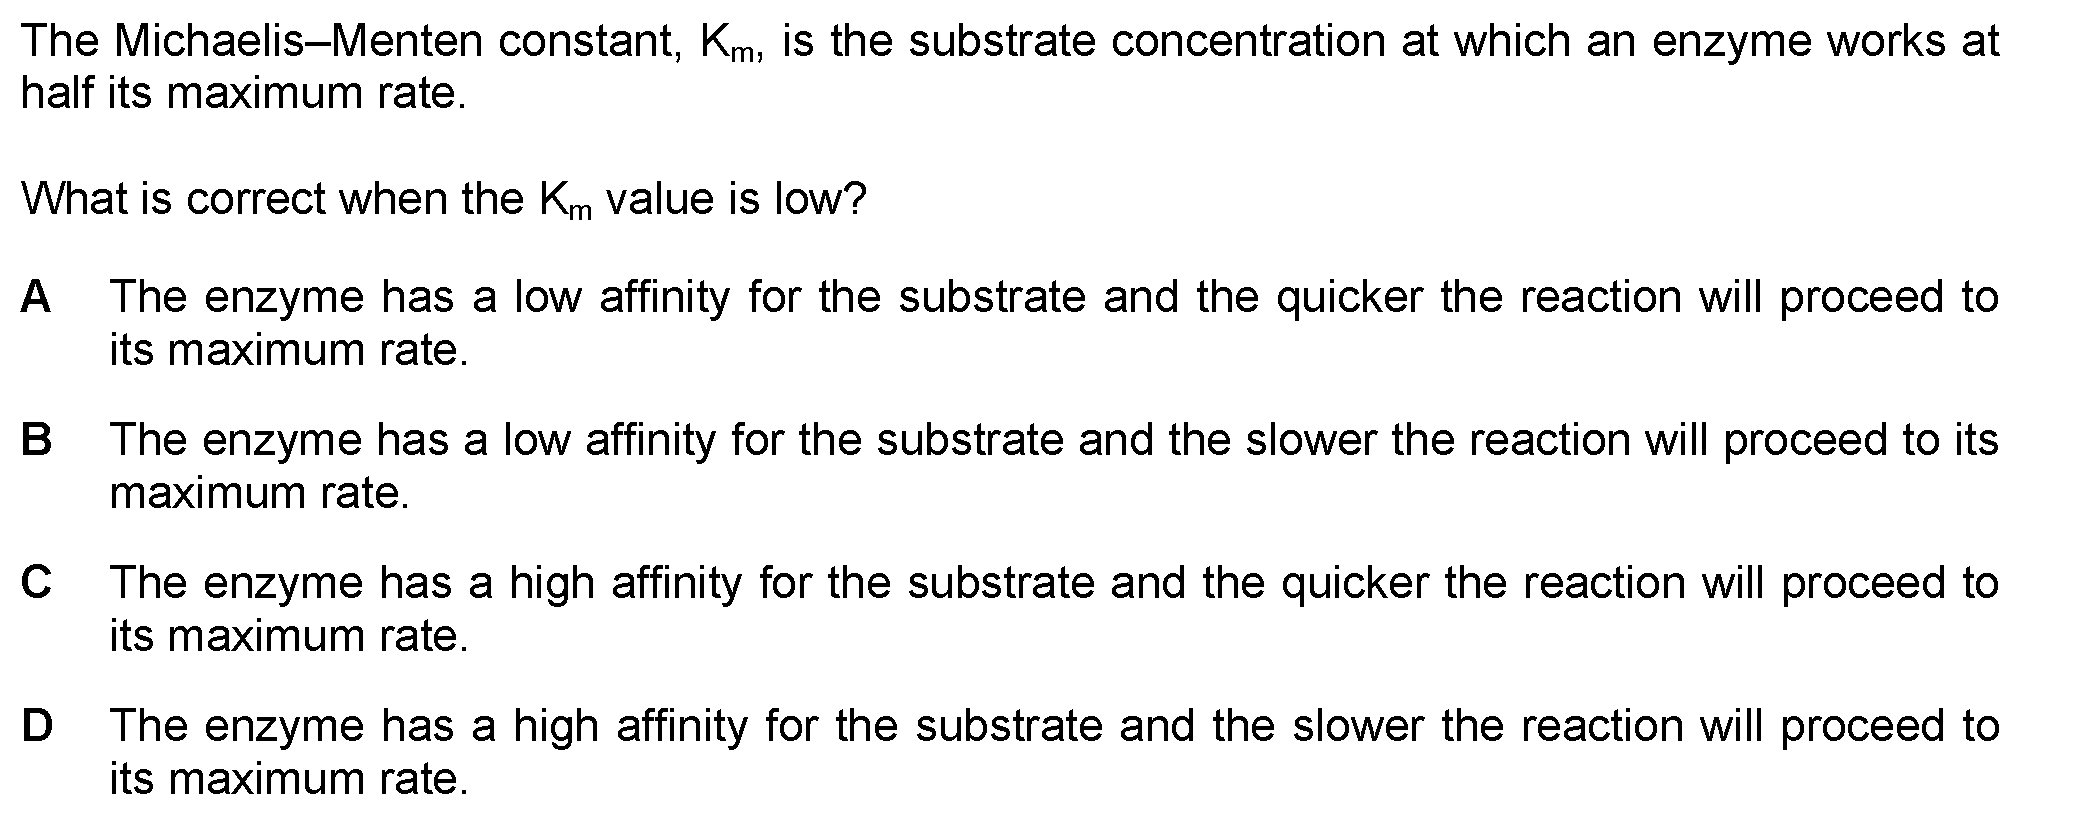 The Michaelis–Menten constant, Km, is the substrate concentration at which an enzyme works at
half its maximum rate.
What is correct when the Km value is low?
A The enzyme has a low affinity for the substrate and the quicker the reaction will proceed to
its maximum rate.
B The enzyme has a low affinity for the substrate and the slower the reaction will proceed to its
maximum rate.
C The enzyme has a high affinity for the substrate and the quicker the reaction will proceed to
its maximum rate.
D The enzyme has a high affinity for the substrate and the slower the reaction will proceed to
its maximum rate.